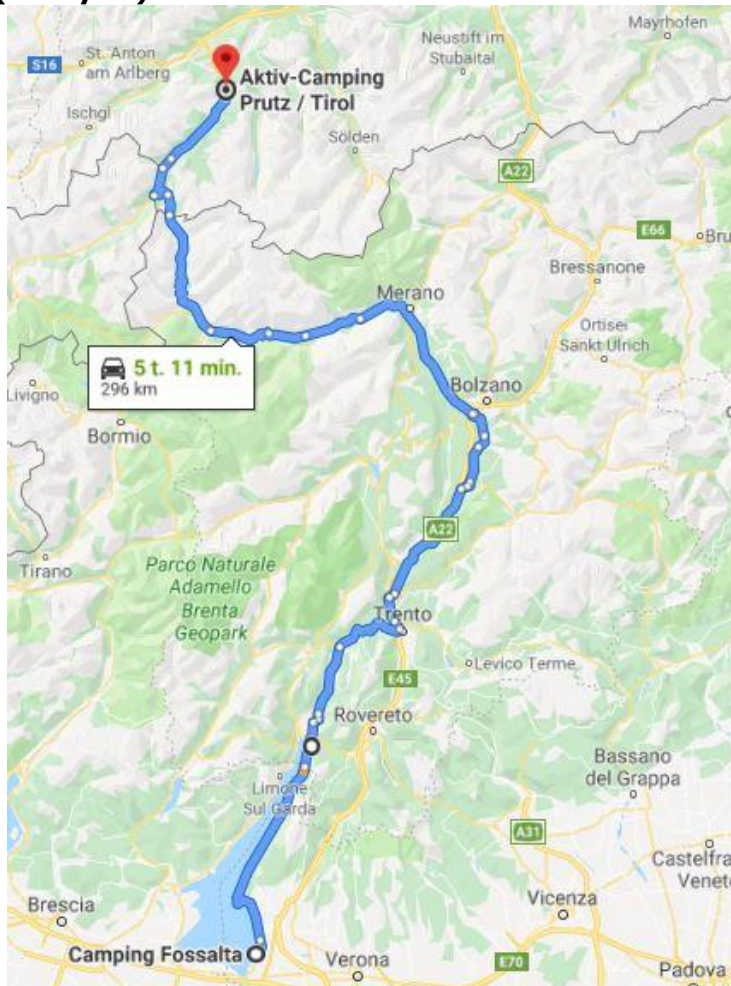 Mayrhofen
Neustift im
Stubaital
St. Anton
am Arlberg
S16
Aktiv-Camping
Prutz / Tirol
Ischgl
Sölden
A22
E66
Bru
Bressanone
Merano
Ortisei
Sankt Ulrich
5 t. 11 min.
296 km
Livigno
Bolzano
Bormio
A22
Tirano
Parco Naturale
Adamello
Brenta
Geopark
Trento
Levico Terme
E45
Rovereto
Bassano
del Grappa
Limone
Sul Garda
A31
Castelfra
Venet
Brescia
Vicenza
Camping Fossalta
Verona
E70
Padova